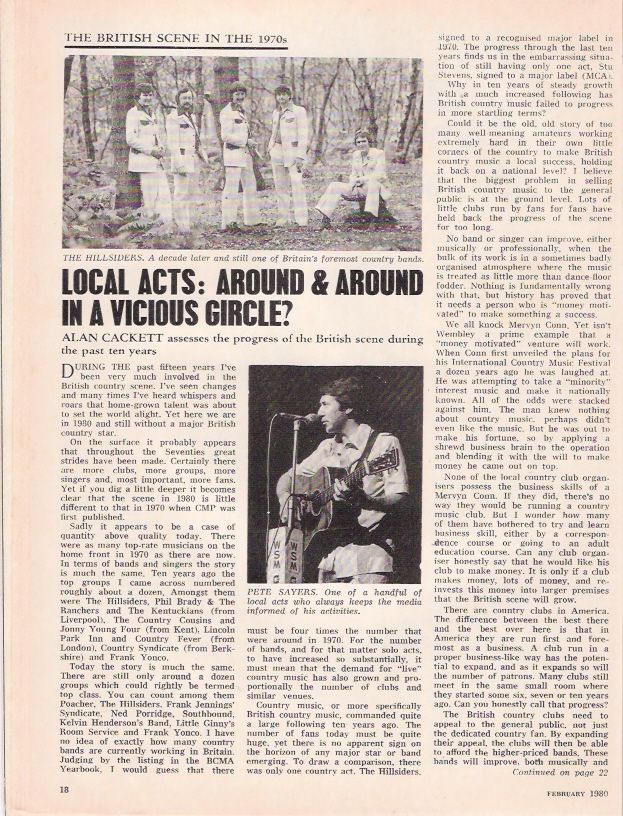 THE BRITISH SCENE IN THE 1970s
THE HILLSIDERS. A decade later and still one of Britain's foremost country bands.
LOCAL ACTS: AROUND & AROUND
IN A VICIOUS CIRCLE?
ALAN CACKETT assesses the progress of the British scene during
the past ten years
DURING THE past fifteen years I've
been very much involved in the
British country scene. I've seen changes
and many times I've heard whispers and
roars that home-grown talent was about
to set the world alight. Yet here we are
in 1980 and still without a major British
country star.
On the surface it probably appears
that throughout the Seventies great
strides have been made. Certainly there
are more clubs, more groups, more
singers and, most important, more fans.
Yet if you dig a little deeper it becomes
clear that the scene in 1980 is little
different to that in 1970 when CMP was
first published.
Sadly it appears to be a case of
quantity above quality today. There
were as many top-rate musicians on the
home front in 1970 as there are now.
In terms of bands and singers the story
is much the same. Ten years ago the
top groups I came across numbered
roughly about a dozen, Amongst them
were The Hillsiders, Phil Brady & The
Ranchers and The Kentuckians (from
Liverpool), The Country Cousins and
Jonny Young Four (from Kent), Lincoln
Park Inn and Country Fever (from
London), Country Syndicate (from Berk-
shire) and Frank Yonco.
Today the story is much the same.
There are still only around a dozen
groups which could rightly be termed
top class. You can count among them
Poacher, The Hillsiders, Frank Jennings'
Syndicate, Ned Porridge, Southbound,
Kelvin Henderson's Band, Little Ginny's
Room Service and Frank Yonco. I have
no idea of exactly how many country
bands are currently working in Britain.
Judging by the listing in the BCMA
Yearbook, I would guess that there
WSM
WSM
PETE SAYERS. One of a handful of
local acts who always keeps the media
informed of his activities.
must be four times the number that
were around in 1970. For the number
of bands, and for that matter solo acts,
to have increased so substantially, it
must mean that the demand for "live"
country music has also grown and pro-
portionally the number of clubs and
similar venues.
Country music, or more specifically
British country music, commanded quite
a large following ten years ago. The
number of fans today must be quite
huge, yet there is no apparent sign on
the horizon of any major star or band
emerging. To draw a comparison, there
was only one country act, The Hillsiders,
signed to a recognised major label in
1970. The progress through the last ten
years finds us in the embarrassing situa-
tion of still having only one act, Stu
Stevens, signed to a major label (MCA).
Why in ten years of steady growth
with a much increased following has
British country music failed to progress
in more startling terms?
Could it be the old, old story of too
many well-meaning amateurs working
extremely hard in their own little
corners of the country to make British
country music a local success, holding
it back on a national level? I believe
that the biggest problem in selling
British country music to the general
public is at the ground level. Lots of
little clubs run by fans for fans have
held back the progress of the scene
for too long.
No band or singer can improve, either
musically or professionally, when the
bulk of its work is in a sometimes badly
organised atmosphere where the music
is treated as little more than dance-floor
fodder. Nothing is fundamentally wrong
with that, but history has proved that
it needs a person who is "money moti-
vated" to make something a success.
We all knock Mervyn Conn, Yet isn't
Wembley a prime example that a
"money motivated" venture will work.
When Conn first unveiled the plans for
his International Country Music Festival
a dozen years ago he was laughed at.
He was attempting to take a "minority"
interest music and make it nationally
known. All of the odds were stacked
against him. The man knew nothing
about country music, perhaps didn't
even like the music. But he was out to
make his fortune, so by applying a
shrewd business brain to the operation
and blending it with the will to make
money he came out on top.
None of the local country club organ-
isers possess the business skills of a
Mervyn Conn. If they did, there's no
way they would be running a country
music club. But I wonder how many
of them have bothered to try and learn
business skill, either by a correspon-
dence course or going to an adult
education course. Can any club organ-
iser honestly say that he would like his
club to make money. It is only if a club
makes money, lots of money, and re-
invests this money into larger premises
that the British scene will grow.
There are country clubs in America.
The difference between the best there
and the best over here is that in
America they are run first and fore-
most as a business. A club run in a
proper business-like way has the poten-
tial to expand, and as it expands so will
the number of patrons. Many clubs still
meet in the same small room where
they started some six, seven or ten years
ago. Can you honestly call that progress?
The British country clubs need to
appeal to the general public, not just
the dedicated country fan. By expanding
their appeal, the clubs will then be able
to afford the higher-priced bands. These
bands will improve, both musically and
Continued on page 22
18
FEBRUARY 1980